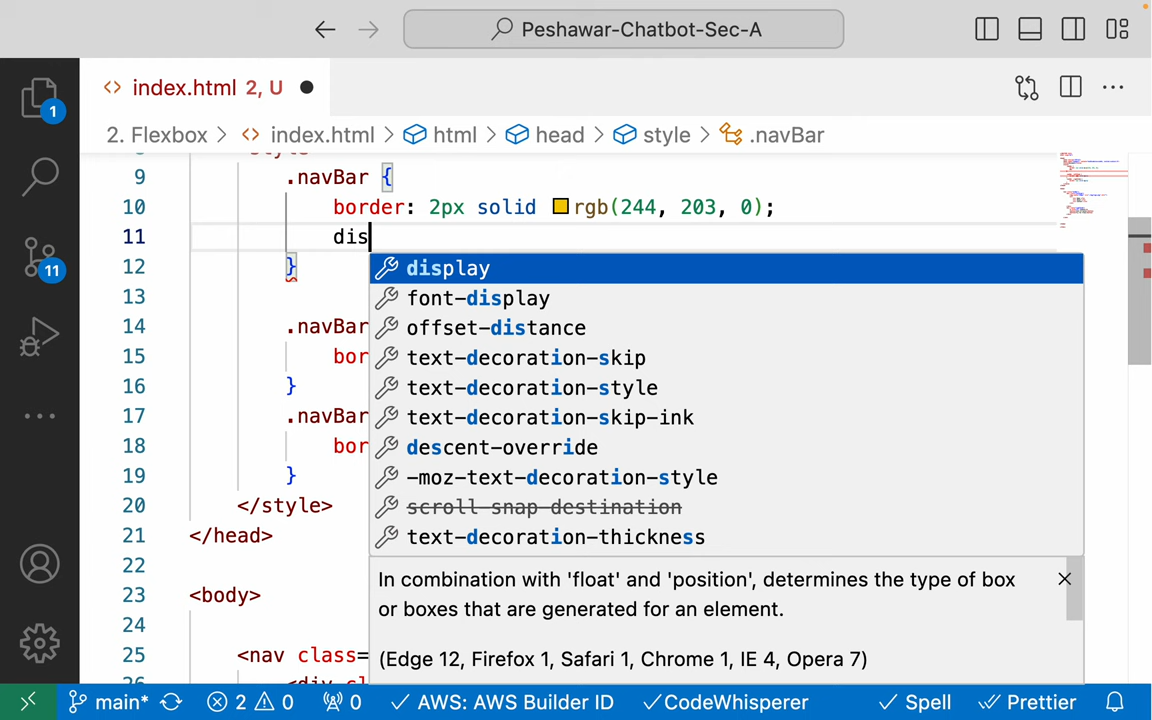 Peshawar-Chatbot-Sec-A
index.html 2, U
1
2. Flexbox > index.html > html > head > style > .navBar
9 .navBar {
10 border: 2px solid rgb(244, 203, 0);
11 dis
12 }
13
14 .navBar
15 bor
16 }
17 .navBar
18 bor
19 }
20 </style>
21 </head>
22
23 <body>
24
25 <nav class=
display
font-display
offset-distance
text-decoration-skip
text-decoration-style
text-decoration-skip-ink
descent-override
-moz-text-decoration-style
scroll-snap-destination
text-decoration-thickness
In combination with 'float' and 'position', determines the type of box
or boxes that are generated for an element.
(Edge 12, Firefox 1, Safari 1, Chrome 1, IE 4, Opera 7)
11
main* 2 0 0 AWS: AWS Builder ID CodeWhisperer Spell Prettier